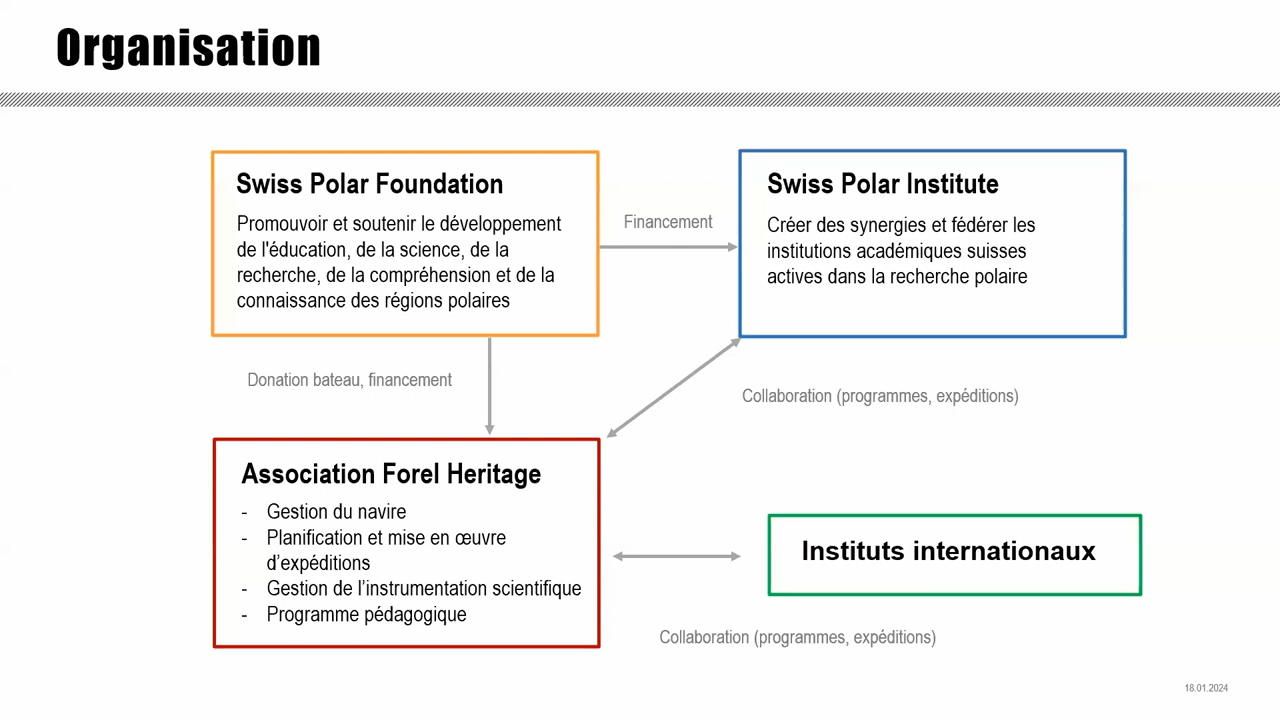 Organisation
Swiss Polar Foundation
Promouvoir et soutenir le développement
de l'éducation, de la science, de la
recherche, de la compréhension et de la
connaissance des régions polaires
Financement
Swiss Polar Institute
Créer des synergies et fédérer les
institutions académiques suisses
actives dans la recherche polaire
Donation bateau, financement
Collaboration (programmes, expéditions)
Association Forel Heritage
- Gestion du navire
- Planification et mise en œuvre
d’expéditions
- Gestion de l’instrumentation scientifique
- Programme pédagogique
Instituts internationaux
Collaboration (programmes, expéditions)
18.01.2024